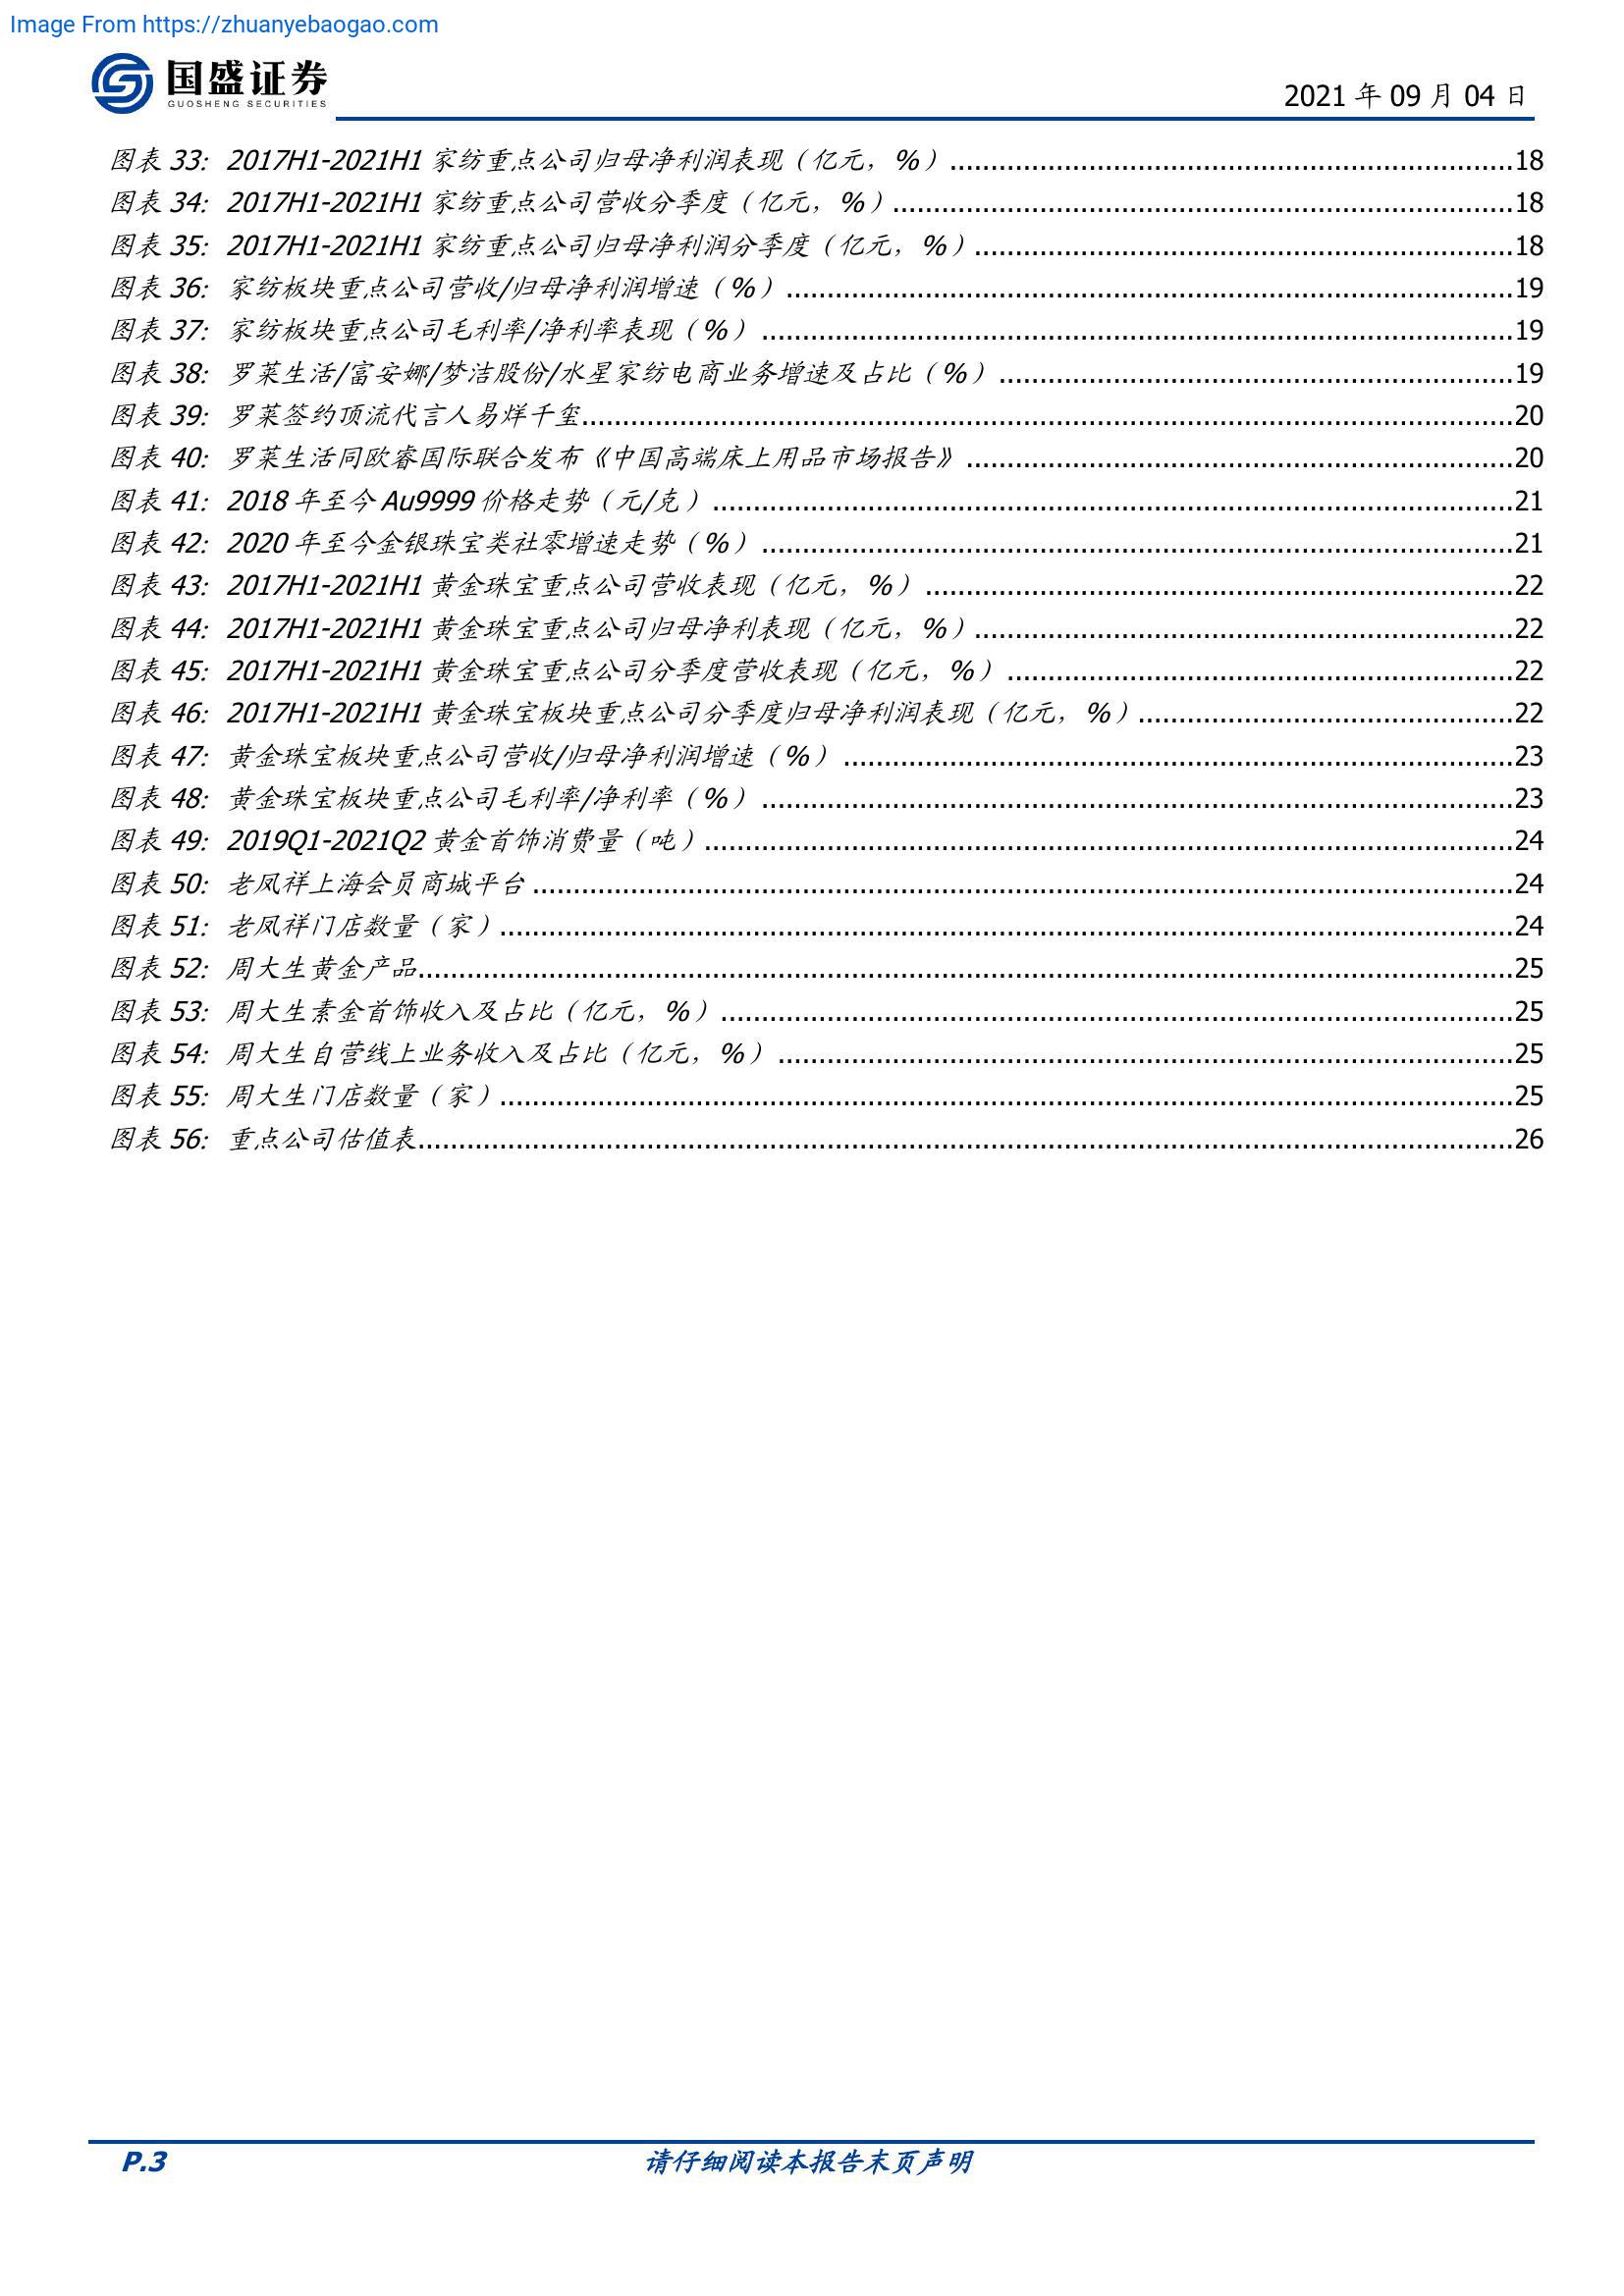 Image From https://zhuanyebaogao.com
国盛证券
GUOSHENG SECURITIES
2021 年 09 月 04 日
图表 33: 2017H1-2021H1 家纺重点公司归母净利润表现（亿元，%）...............18
图表 34: 2017H1-2021H1 家纺重点公司营收分季度（亿元，%）...............18
图表 35: 2017H1-2021H1 家纺重点公司归母净利润分季度（亿元，%）...............18
图表 36: 家纺板块重点公司营收/归母净利润增速（%）...............19
图表 37: 家纺板块重点公司毛利率/净利率表现（%）...............19
图表 38: 罗莱生活/富安娜/梦洁股份/水星家纺电商业务增速及占比（%）...............19
图表 39: 罗莱签约顶流代言人易烊千玺...............20
图表 40: 罗莱生活同欧睿国际联合发布《中国高端床上用品市场报告》...............20
图表 41: 2018 年至今 Au9999 价格走势（元/克）...............21
图表 42: 2020 年至今金银珠宝类社零增速走势（%）...............21
图表 43: 2017H1-2021H1 黄金珠宝重点公司营收表现（亿元，%）...............22
图表 44: 2017H1-2021H1 黄金珠宝重点公司归母净利表现（亿元，%）...............22
图表 45: 2017H1-2021H1 黄金珠宝重点公司分季度营收表现（亿元，%）...............22
图表 46: 2017H1-2021H1 黄金珠宝板块重点公司分季度归母净利润表现（亿元，%）...............22
图表 47: 黄金珠宝板块重点公司营收/归母净利润增速（%）...............23
图表 48: 黄金珠宝板块重点公司毛利率/净利率（%）...............23
图表 49: 2019Q1-2021Q2 黄金首饰消费量（吨）...............24
图表 50: 老凤祥上海会员商城平台...............24
图表 51: 老凤祥门店数量（家）...............24
图表 52: 周大生黄金产品...............25
图表 53: 周大生素金首饰收入及占比（亿元，%）...............25
图表 54: 周大生自营线上业务收入及占比（亿元，%）...............25
图表 55: 周大生门店数量（家）...............25
图表 56: 重点公司估值表...............26
P.3
请仔细阅读本报告末页声明